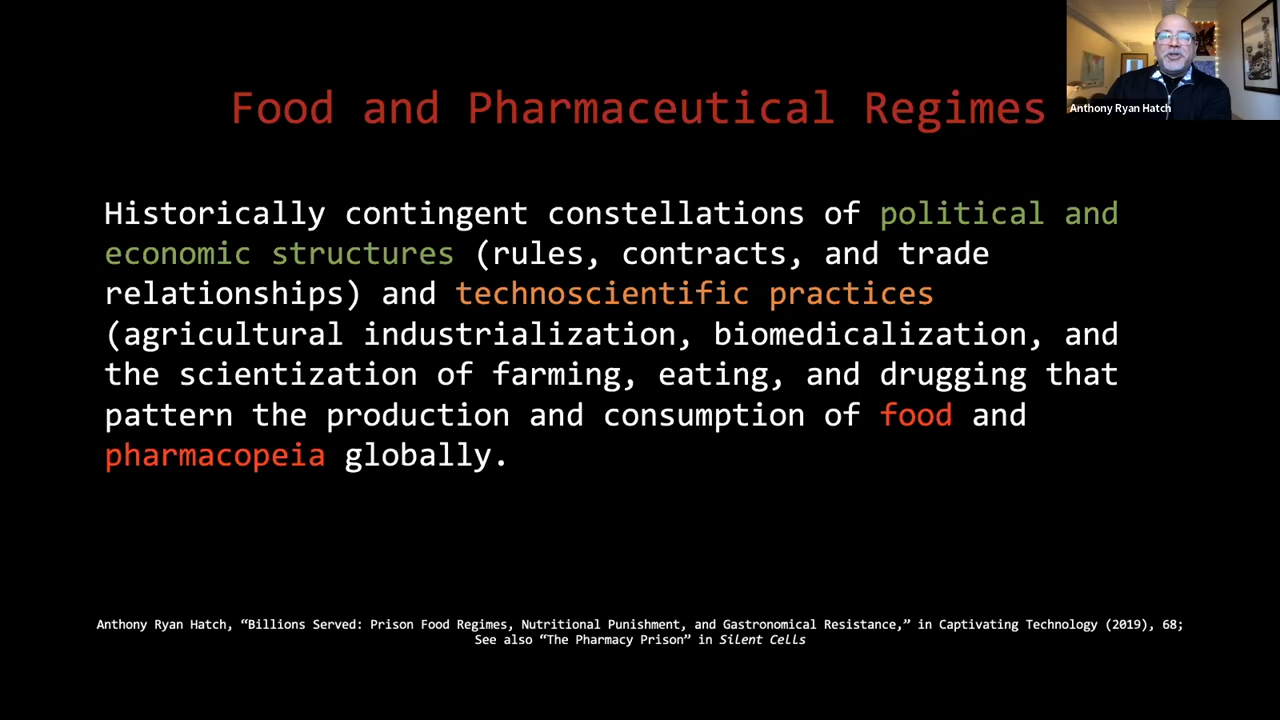 Food and Pharmaceutical Regimes
Anthony Ryan Hatch
Historically contingent constellations of political and
economic structures (rules, contracts, and trade
relationships) and technoscientific practices
(agricultural industrialization, biomedicalization, and
the scientization of farming, eating, and drugging that
pattern the production and consumption of food and
pharmacopeia globally.
Anthony Ryan Hatch, “Billions Served: Prison Food Regimes, Nutritional Punishment, and Gastronomical Resistance,” in Captivating Technology (2019), 68;
See also “The Pharmacy Prison” in Silent Cells